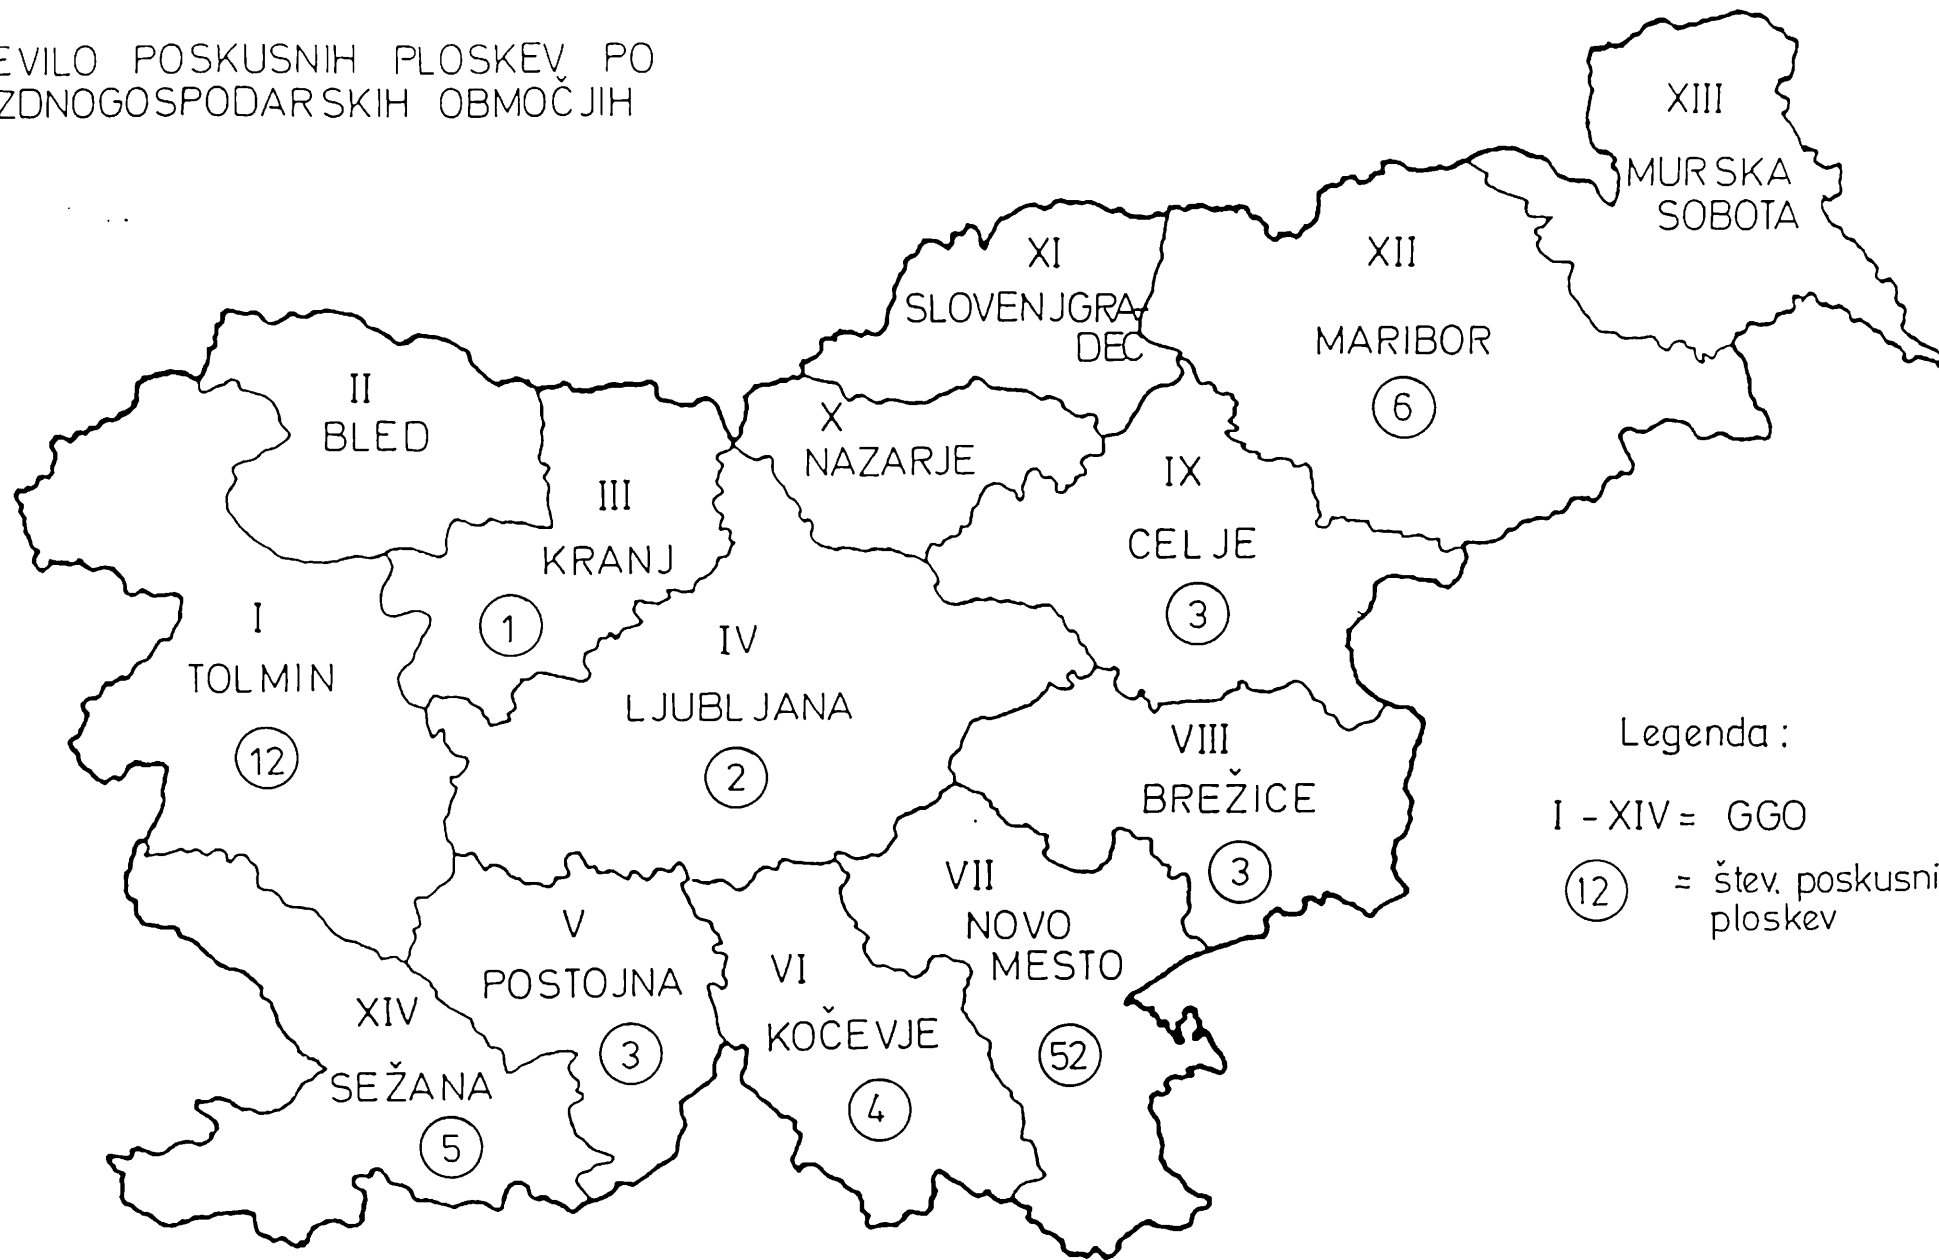 EVILO POSKUSNIH PLOSKEV PO
ZDNOGOSPODARSKIH OBMOČJIH
XIII
MURSKA
SOBOTA
XI
SLOVENJGRA-
DEC
XII
MARIBOR
6
II
BLED
X
NAZARJE
III
KRANJ
1
IX
CELJE
3
I
TOLMIN
12
IV
LJUBLJANA
2
VIII
BREŽICE
3
VII
NOVO
MESTO
52
V
POSTOJNA
3
VI
KOČEVJE
4
XIV
SEŽANA
5
Legenda :
I - XIV = GGO
12 = štev. poskusni
ploskev